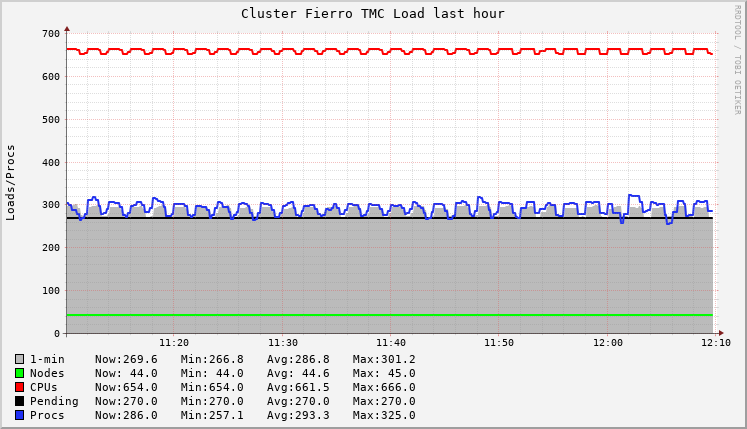 Cluster Fierro TMC Load last hour
RRDTOOL / TOBI OETIKER
Loads/Procs
700
600
500
400
300
200
100
0
11:20 11:30 11:40 11:50 12:00 12:10
1-min Now:269.6 Min:266.8 Avg:286.8 Max:301.2
Nodes Now: 44.0 Min: 44.0 Avg: 44.6 Max: 45.0
CPUs Now:654.0 Min:654.0 Avg:661.5 Max:666.0
Pending Now:270.0 Min:270.0 Avg:270.0 Max:270.0
Procs Now:286.0 Min:257.1 Avg:293.3 Max:325.0